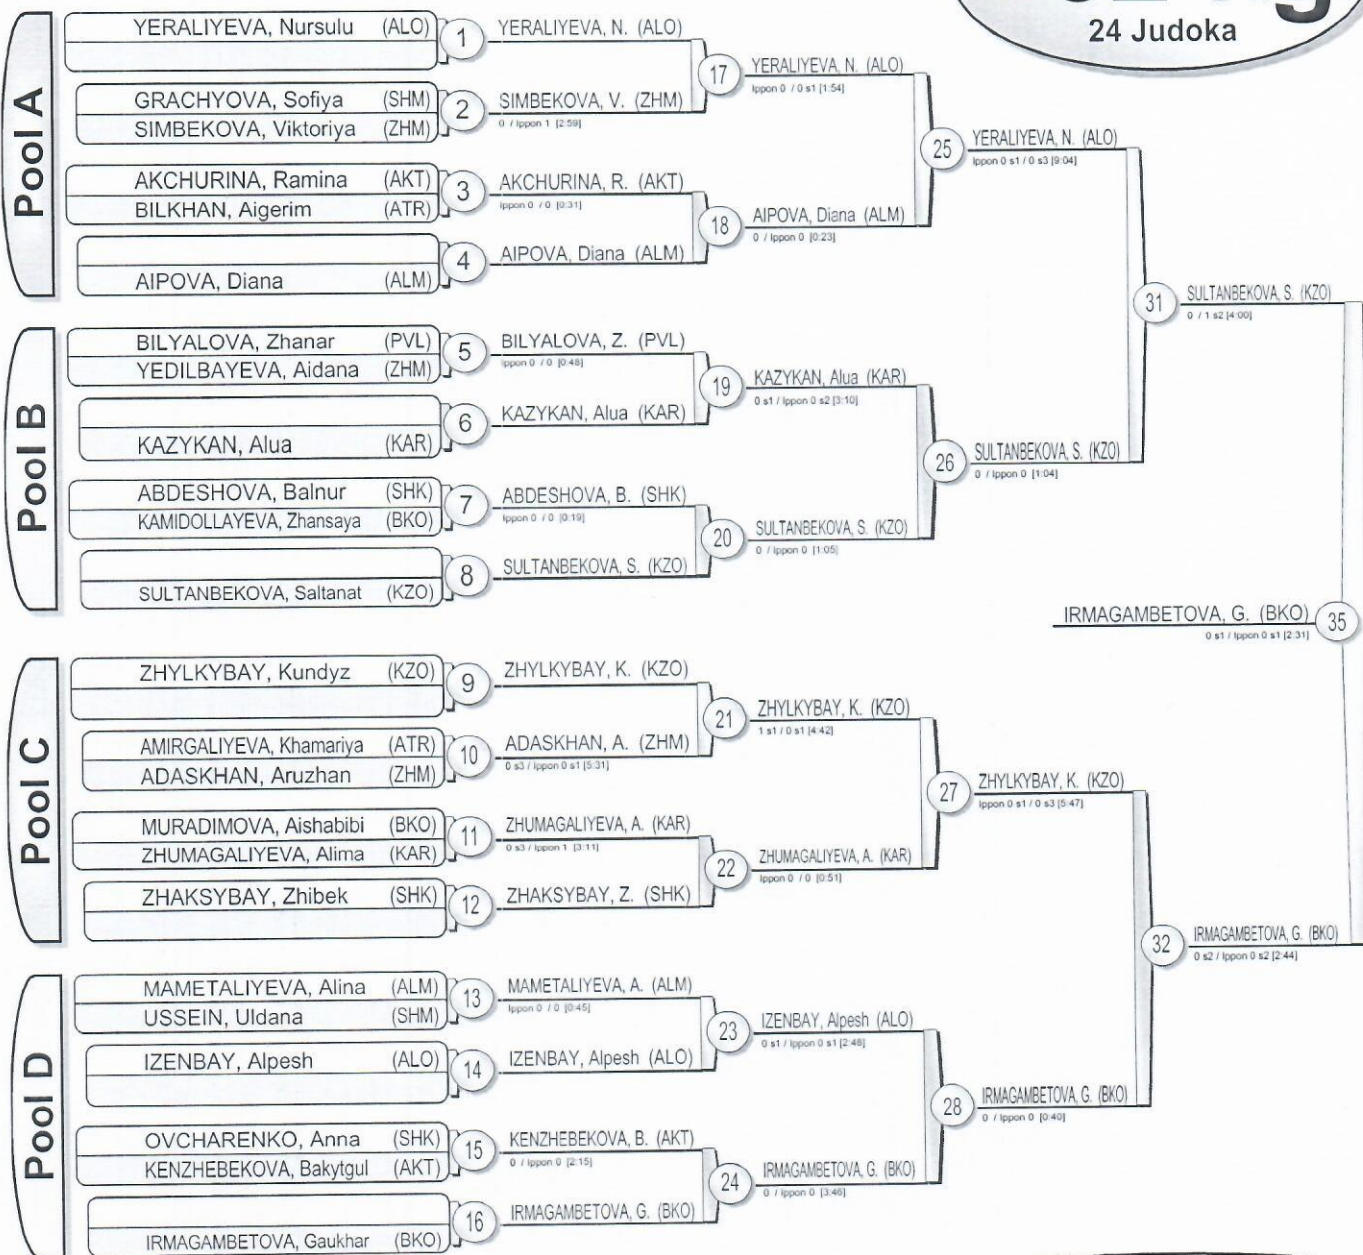 24 Judoka
Pool A
YERALIYEVA, Nursulu (ALO)
1
YERALIYEVA, N. (ALO)
GRACHYOVA, Sofiya (SHM)
SIMBEKOVA, Viktoriya (ZHM)
2
SIMBEKOVA, V. (ZHM)
0 / Ippon 1 [2:59]
17
YERALIYEVA, N. (ALO)
Ippon 0 / 0 s1 [1:54]
AKCHURINA, Ramina (AKT)
BILKHAN, Aigerim (ATR)
3
AKCHURINA, R. (AKT)
Ippon 0 / 0 [0:31]
AIPOVA, Diana (ALM)
4
AIPOVA, Diana (ALM)
18
AIPOVA, Diana (ALM)
0 / Ippon 0 [0:23]
25
YERALIYEVA, N. (ALO)
Ippon 0 s1 / 0 s3 [9:04]
Pool B
BILYALOVA, Zhanar (PVL)
YEDILBAYEVA, Aidana (ZHM)
5
BILYALOVA, Z. (PVL)
Ippon 0 / 0 [0:48]
KAZYKAN, Alua (KAR)
6
KAZYKAN, Alua (KAR)
19
KAZYKAN, Alua (KAR)
0 s1 / Ippon 0 s2 [3:10]
ABDESHOVA, Balnur (SHK)
KAMIDOLLAYEVA, Zhansaya (BKO)
7
ABDESHOVA, B. (SHK)
Ippon 0 / 0 [0:19]
SULTANBEKOVA, Saltanat (KZO)
8
SULTANBEKOVA, S. (KZO)
20
SULTANBEKOVA, S. (KZO)
0 / Ippon 0 [1:05]
26
SULTANBEKOVA, S. (KZO)
0 / Ippon 0 [1:04]
31
SULTANBEKOVA, S. (KZO)
0 / 1 s2 [4:00]
IRMAGAMBETOVA, G. (BKO)
0 s1 / Ippon 0 s1 [2:31]
35
Pool C
ZHYLKYBAY, Kundyz (KZO)
9
ZHYLKYBAY, K. (KZO)
AMIRGALIYEVA, Khamariya (ATR)
ADASKHAN, Aruzhan (ZHM)
10
ADASKHAN, A. (ZHM)
0 s3 / Ippon 0 s1 [5:31]
21
ZHYLKYBAY, K. (KZO)
1 s1 / 0 s1 [4:42]
MURADIMOVA, Aishabibi (BKO)
ZHUMAGALIYEVA, Alima (KAR)
11
ZHUMAGALIYEVA, A. (KAR)
0 s3 / Ippon 1 [3:11]
ZHAKSYBAY, Zhibek (SHK)
12
ZHAKSYBAY, Z. (SHK)
22
ZHUMAGALIYEVA, A. (KAR)
Ippon 0 / 0 [0:51]
27
ZHYLKYBAY, K. (KZO)
Ippon 0 s1 / 0 s3 [5:47]
Pool D
MAMETALIYEVA, Alina (ALM)
USSEIN, Uldana (SHM)
13
MAMETALIYEVA, A. (ALM)
Ippon 0 / 0 [0:45]
IZENBAY, Alpesh (ALO)
14
IZENBAY, Alpesh (ALO)
23
IZENBAY, Alpesh (ALO)
0 s1 / Ippon 0 s1 [2:46]
OVCHARENKO, Anna (SHK)
KENZHEBEKOVA, Bakytgul (AKT)
15
KENZHEBEKOVA, B. (AKT)
0 / Ippon 0 [2:15]
IRMAGAMBETOVA, Gaukhar (BKO)
16
IRMAGAMBETOVA, G. (BKO)
24
IRMAGAMBETOVA, G. (BKO)
0 / Ippon 0 [3:46]
28
IRMAGAMBETOVA, G. (BKO)
0 / Ippon 0 [0:40]
32
IRMAGAMBETOVA, G. (BKO)
0 s2 / Ippon 0 s2 [2:44]